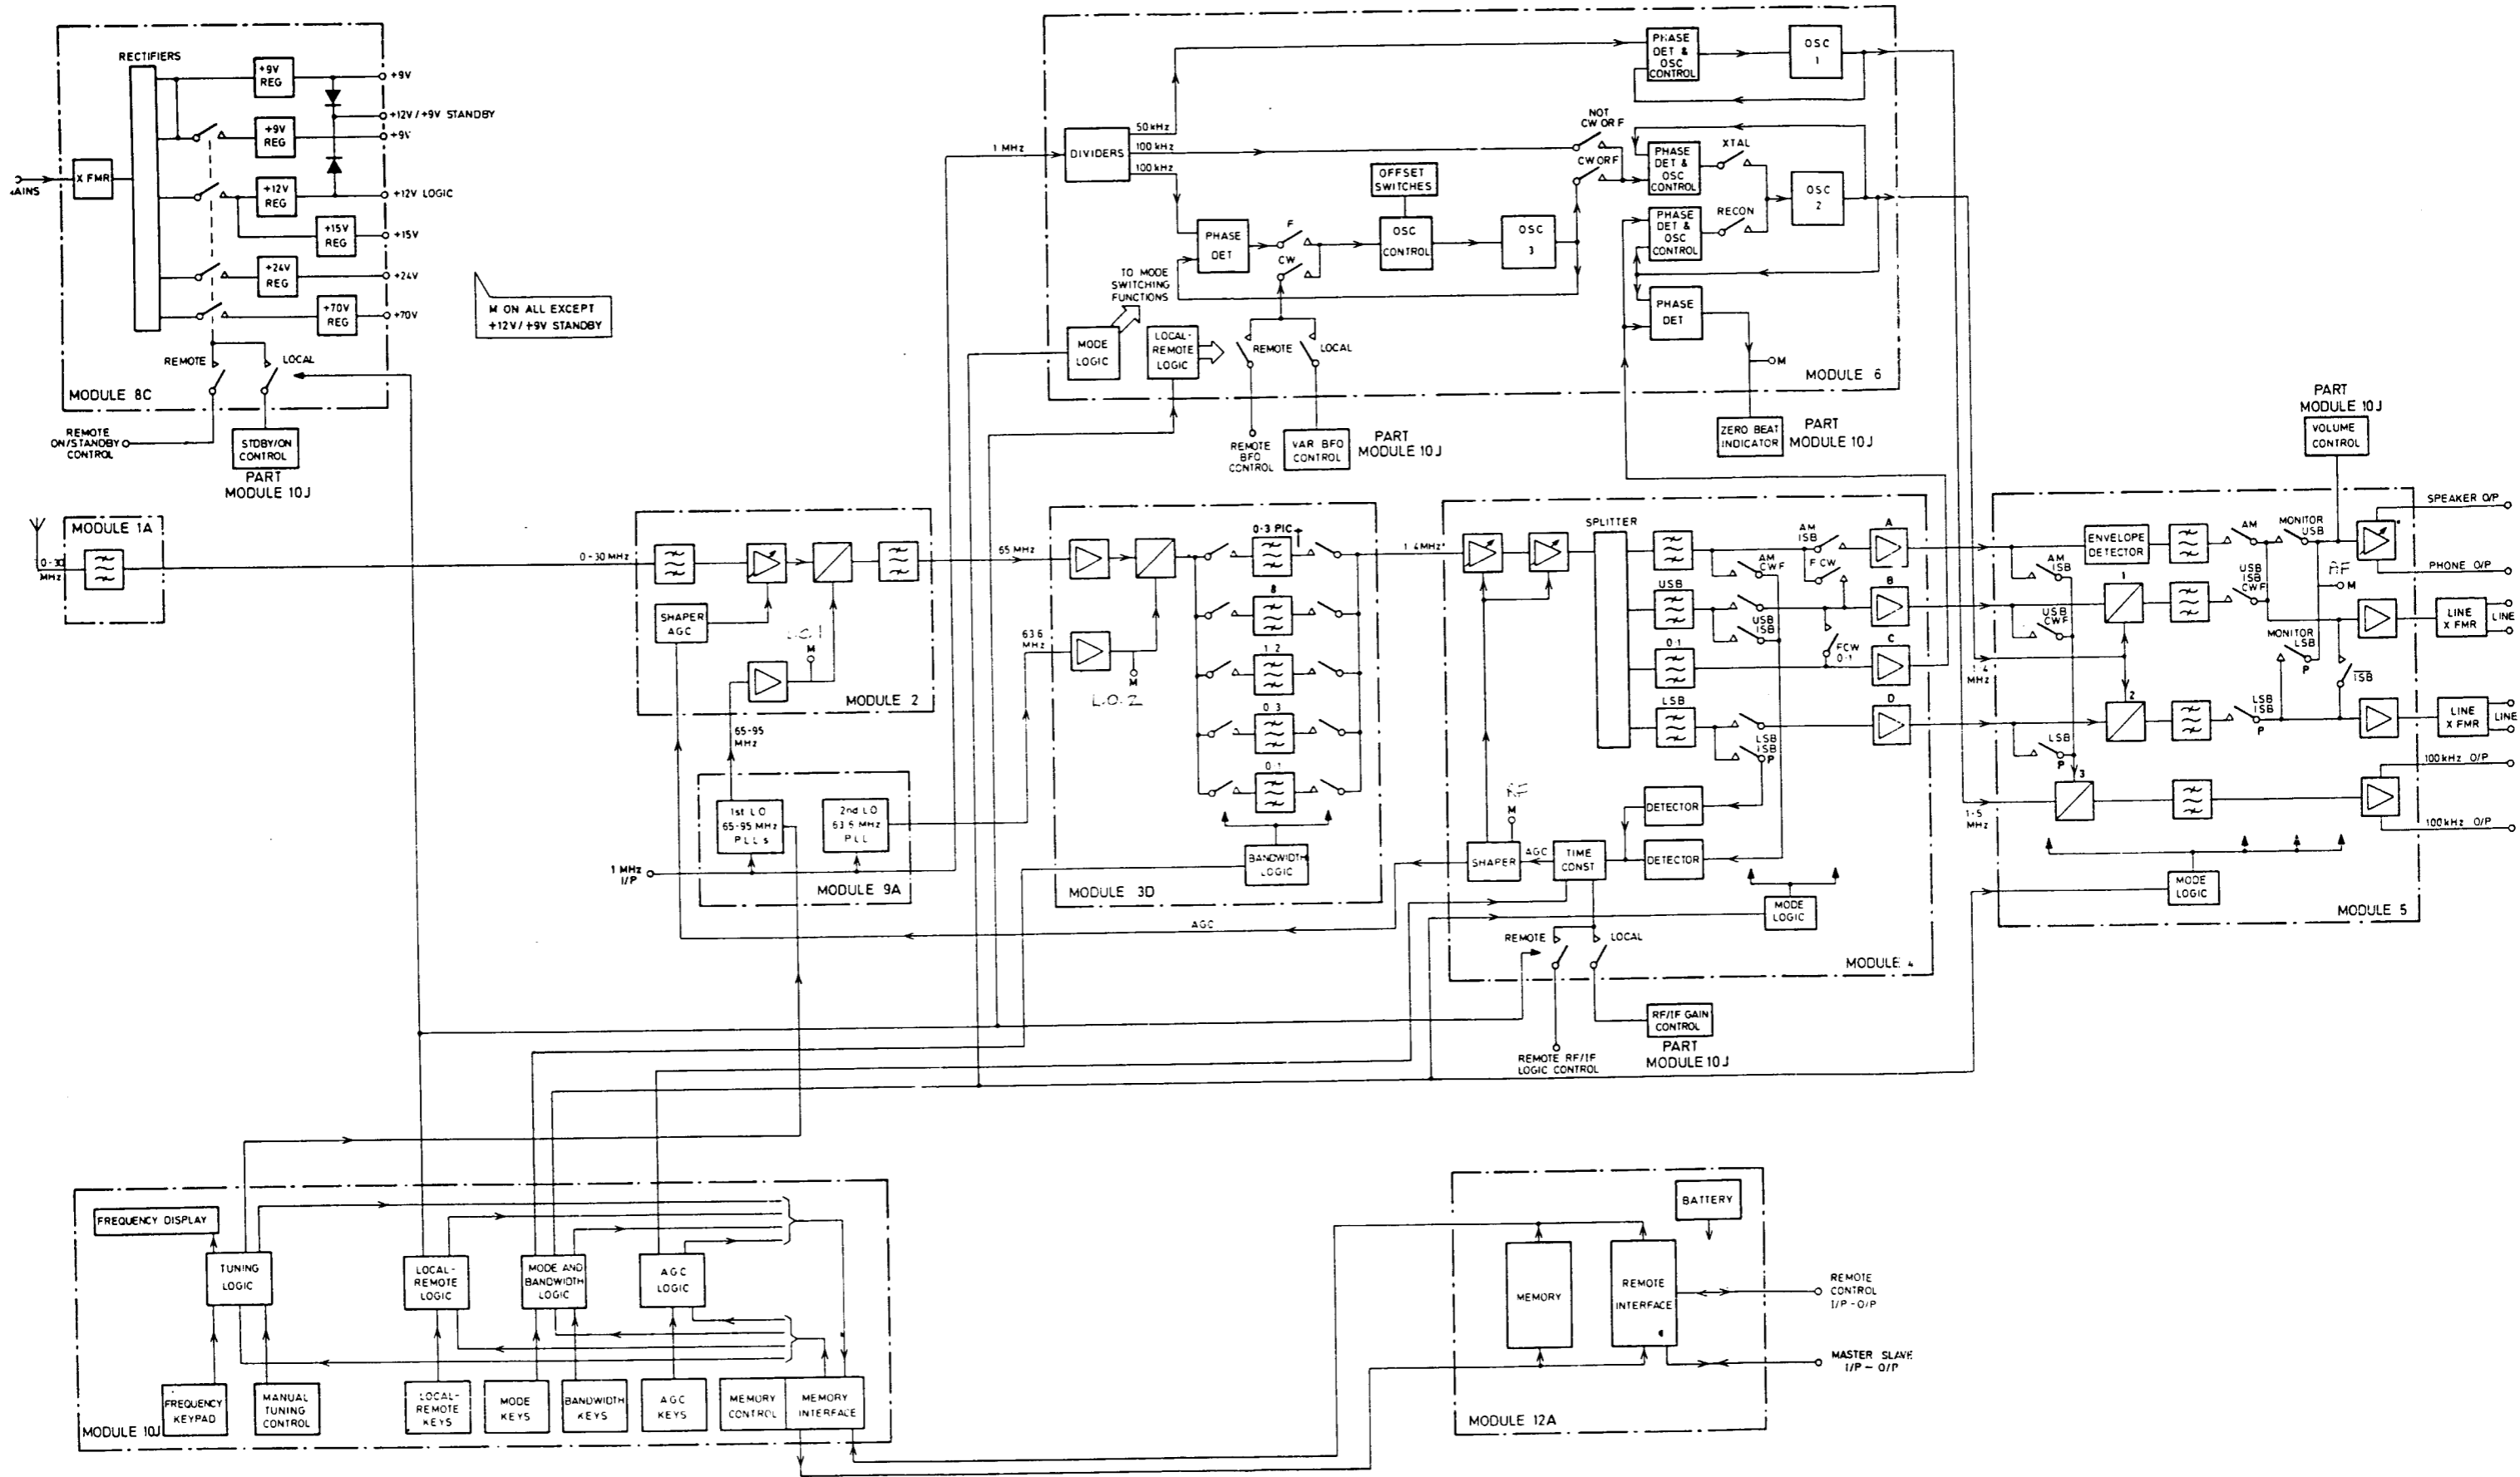 RECTIFIERS
+9V
REG
+9V
+12V/+9V STANDBY
+9V
REG
+9V
X FMR
+12V
REG
+12V LOGIC
+15V
REG
+15V
+24V
REG
+24V
+70V
REG
+70V
REMOTE
LOCAL
MODULE 8C
REMOTE
ON/STANDBY
CONTROL
STDBY/ON
CONTROL
PART
MODULE 10J
M ON ALL EXCEPT
+12V/+9V STANDBY
1 MHz
DIVIDERS
50kHz
100 kHz
100 kHz
PHASE
DET &
OSC
CONTROL
OSC
1
NOT
CW OR F
CW OR F
PHASE
DET &
OSC
CONTROL
XTAL
OFFSET
SWITCHES
PHASE
DET
F
CW
OSC
CONTROL
OSC
3
PHASE
DET &
OSC
CONTROL
RECON
OSC
2
PHASE
DET
M
TO MODE
SWITCHING
FUNCTIONS
MODE
LOGIC
LOCAL-
REMOTE
LOGIC
REMOTE
LOCAL
MODULE 6
REMOTE
BFO
CONTROL
VAR BFO
CONTROL
PART
MODULE 10J
ZERO BEAT
INDICATOR
PART
MODULE 10J
PART
MODULE 10J
VOLUME
CONTROL
MODULE 1A
0-30
MHz
0-30 MHz
SHAPER
AGC
L.O.1
M
MODULE 2
65-95
MHz
1st LO
65-95 MHz
P L L s
2nd LO
63.6 MHz
P L L
1 MHz
I/P
MODULE 9A
65 MHz
63.6
MHz
M
L.O.2
0·3 PIC
8
1·2
0·3
0·1
BANDWIDTH
LOGIC
MODULE 3D
1·4MHz
SPLITTER
USB
0·1
LSB
AM
ISB
AM
CWF
F CW
USB
ISB
FCW
0·1
LSB
ISB
P
A
B
C
D
DETECTOR
DETECTOR
RF
M
SHAPER
AGC
TIME
CONST
MODE
LOGIC
AGC
REMOTE
LOCAL
MODULE 4
RF/IF GAIN
CONTROL
PART
MODULE 10J
REMOTE RF/IF
LOGIC CONTROL
ENVELOPE
DETECTOR
AM
MONITOR
USB
AM
ISB
1
USB
CWF
USB
ISB
CWF
AF
M
MONITOR
LSB
P
ISB
1·4
MHz
2
LSB
P
LSB
ISB
P
3
1·5
MHz
MODE
LOGIC
MODULE 5
SPEAKER O/P
PHONE O/P
LINE
X FMR
LINE
LINE
X FMR
LINE
100kHz O/P
100kHz O/P
FREQUENCY DISPLAY
TUNING
LOGIC
LOCAL-
REMOTE
LOGIC
MODE AND
BANDWIDTH
LOGIC
AGC
LOGIC
FREQUENCY
KEYPAD
MANUAL
TUNING
CONTROL
LOCAL-
REMOTE
KEYS
MODE
KEYS
BANDWIDTH
KEYS
AGC
KEYS
MEMORY
CONTROL
MEMORY
INTERFACE
MODULE 10J
BATTERY
MEMORY
REMOTE
INTERFACE
REMOTE
CONTROL
I/P-O/P
MASTER SLAVE
I/P-O/P
MODULE 12A